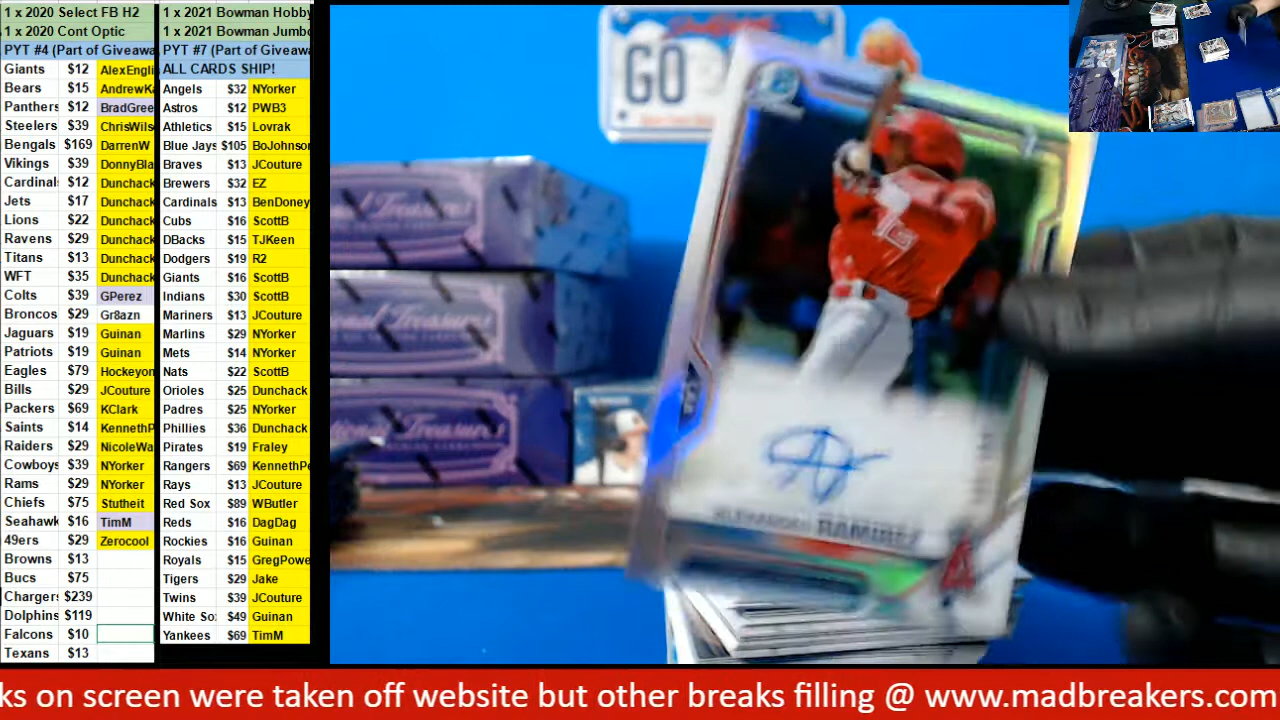 1 x 2020 Select FB H2
1 x 2020 Cont Optic
PYT #4 (Part of Giveawa
Giants $12 AlexEngli
Bears $15 AndrewKa
Panthers $12 BradGree
Steelers $39 ChrisWils
Bengals $169 DarrenW
Vikings $39 DonnyBla
Cardinals $12 Dunchack
Jets $17 Dunchack
Lions $22 Dunchack
Ravens $29 Dunchack
Titans $13 Dunchack
WFT $35 Dunchack
Colts $39 GPerez
Broncos $29 Gr8azn
Jaguars $19 Guinan
Patriots $19 Guinan
Eagles $79 Hockeyon
Bills $29 JCouture
Packers $69 KClark
Saints $14 KennethP
Raiders $29 NicoleWa
Cowboys $39 NYorker
Rams $29 NYorker
Chiefs $75 Stutheit
Seahawk $16 TimM
49ers $29 Zerocool
Browns $13
Bucs $75
Chargers $239
Dolphins $119
Falcons $10
Texans $13
1 x 2021 Bowman Hobby
1 x 2021 Bowman Jumbo
PYT #7 (Part of Giveawa
ALL CARDS SHIP!
Angels $32 NYorker
Astros $12 PWB3
Athletics $15 Lovrak
Blue Jays $105 BoJohnson
Braves $13 JCouture
Brewers $32 EZ
Cardinals $13 BenDoney
Cubs $16 ScottB
DBacks $15 TJKeen
Dodgers $19 R2
Giants $16 ScottB
Indians $30 ScottB
Mariners $13 JCouture
Marlins $29 NYorker
Mets $14 NYorker
Nats $22 ScottB
Orioles $25 Dunchack
Padres $25 NYorker
Phillies $36 Dunchack
Pirates $19 Fraley
Rangers $69 KennethPe
Rays $13 JCouture
Red Sox $89 WButler
Reds $16 DagDag
Rockies $16 Guinan
Royals $15 GregPowe
Tigers $29 Jake
Twins $39 JCouture
White So $49 Guinan
Yankees $69 TimM
GO
National Treasures
RAMIREZ
ks on screen were taken off website but other breaks filling @ www.madbreakers.com